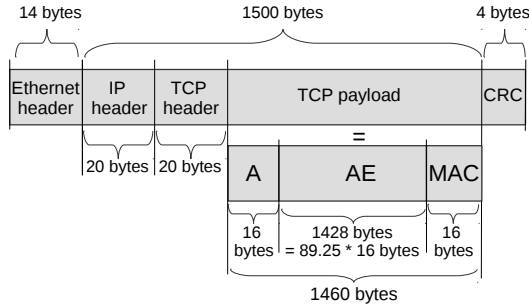 14 bytes
1500 bytes
4 bytes
Ethernet header
IP header
TCP header
TCP payload
CRC
20 bytes
20 bytes
=
A
AE
MAC
16 bytes
1428 bytes
= 89.25 * 16 bytes
16 bytes
1460 bytes